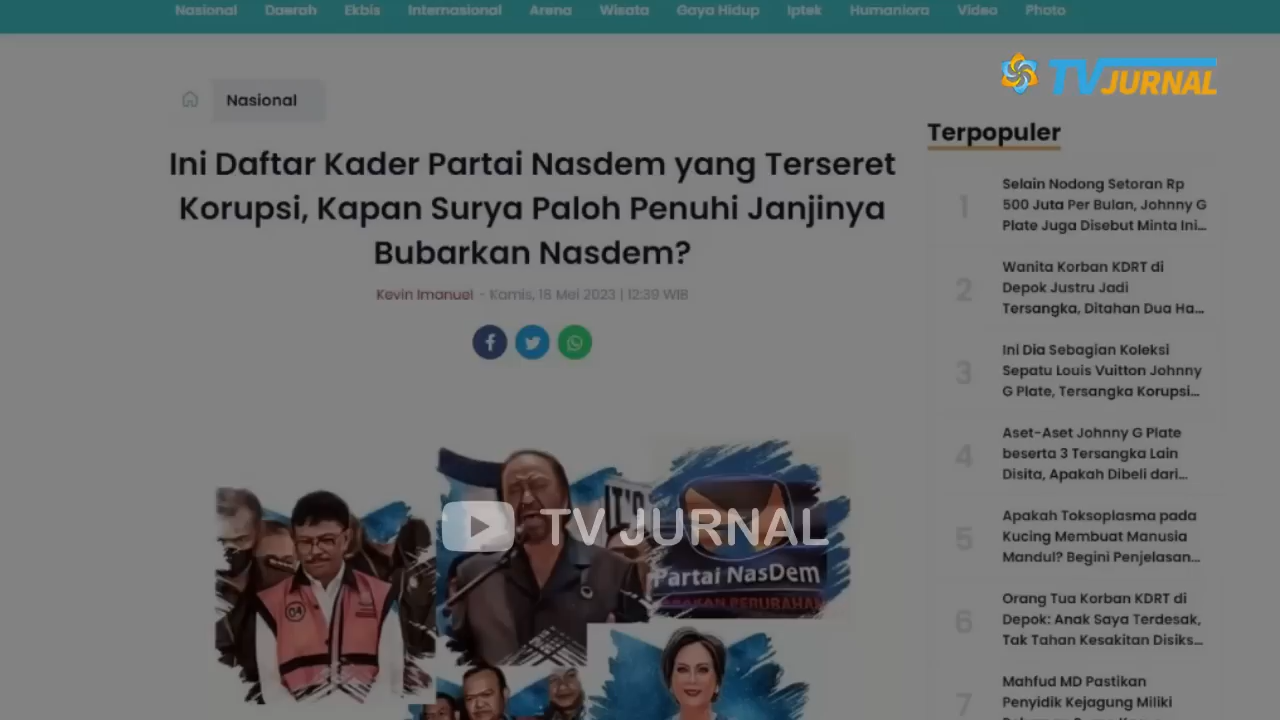 Nasional Daerah Ekbis Internasional Arena Wisata Gaya Hidup Iptek Humaniora Video Photo
TV JURNAL
Nasional
Ini Daftar Kader Partai Nasdem yang Terseret
Korupsi, Kapan Surya Paloh Penuhi Janjinya
Bubarkan Nasdem?
Kevin Imanuel - Kamis, 18 Mei 2023 | 12:39 WIB
04
IT'S
Partai NasDem
TV JURNAL
Terpopuler
1
Selain Nodong Setoran Rp
500 Juta Per Bulan, Johnny G
Plate Juga Disebut Minta Ini...
2
Wanita Korban KDRT di
Depok Justru Jadi
Tersangka, Ditahan Dua Ha...
3
Ini Dia Sebagian Koleksi
Sepatu Louis Vuitton Johnny
G Plate, Tersangka Korupsi...
4
Aset-Aset Johnny G Plate
beserta 3 Tersangka Lain
Disita, Apakah Dibeli dari...
5
Apakah Toksoplasma pada
Kucing Membuat Manusia
Mandul? Begini Penjelasan...
6
Orang Tua Korban KDRT di
Depok: Anak Saya Terdesak,
Tak Tahan Kesakitan Disiks...
7
Mahfud MD Pastikan
Penyidik Kejagung Miliki